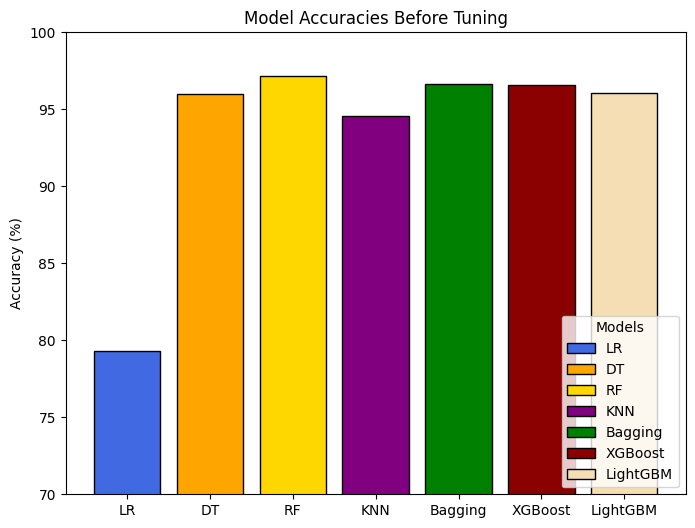 Model Accuracies Before Tuning
Accuracy (%)
100
95
90
85
80
75
70
Models
LR
DT
RF
KNN
Bagging
XGBoost
LightGBM
LR DT RF KNN Bagging XGBoost LightGBM